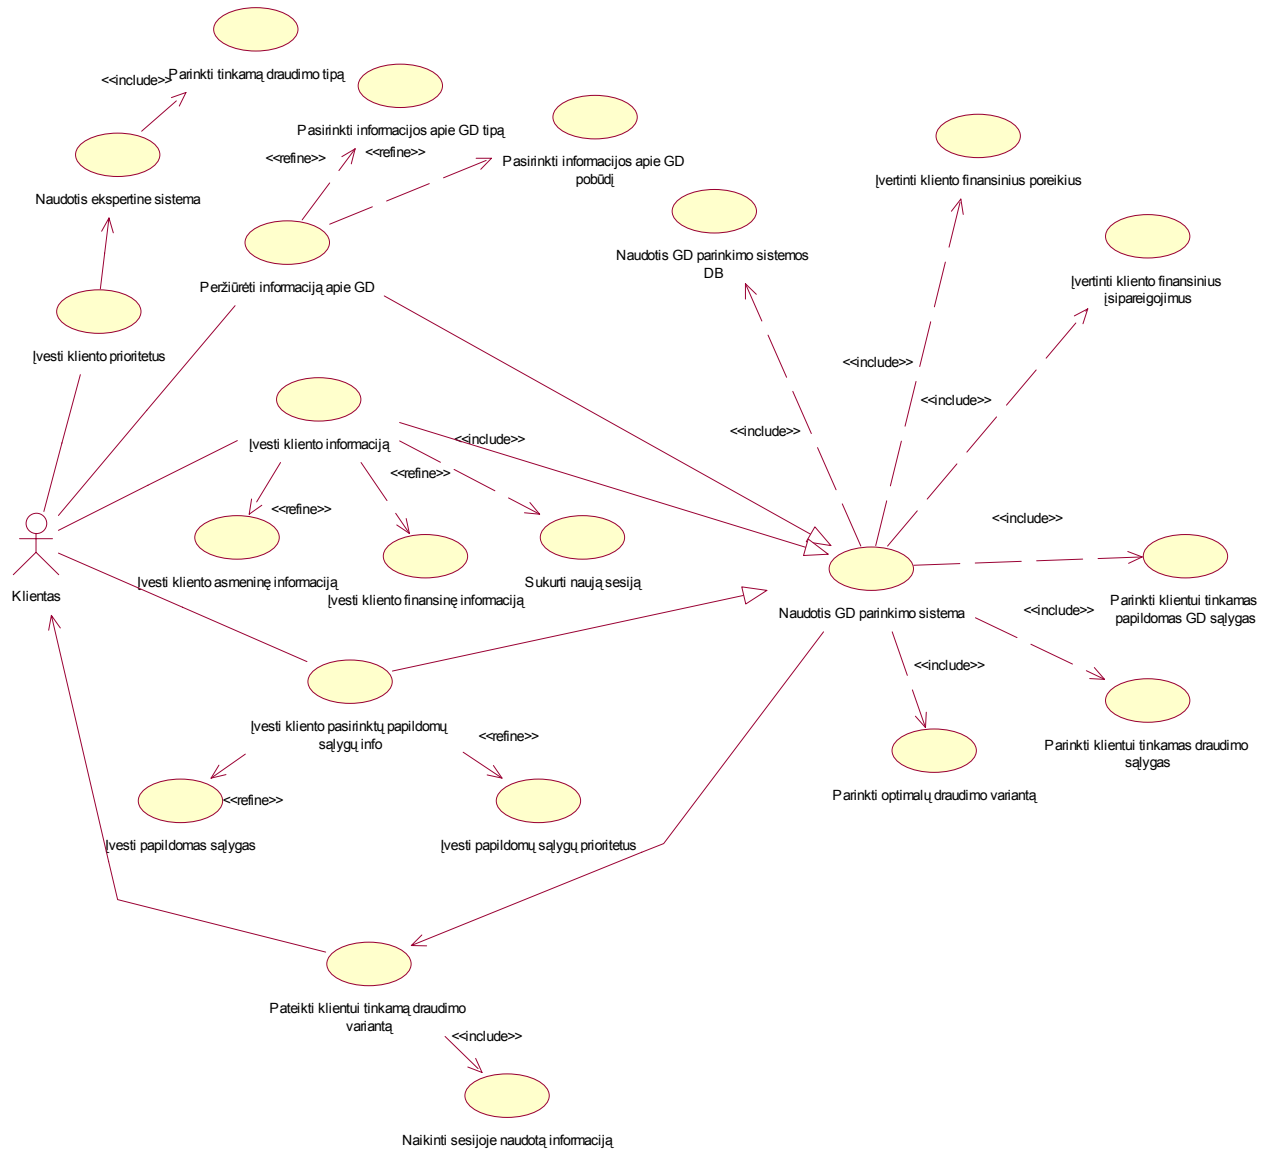 <<include>>
Parinkti tinkamą draudimo tipą
Pasirinkti informacijos apie GD tipą
<<refine>>
<<refine>>
Pasirinkti informacijos apie GD
pobūdį
Įvertinti kliento finansinius poreikius
Naudotis ekspertine sistema
Naudotis GD parinkimo sistemos
DB
Įvertinti kliento finansinius
įsipareigojimus
Peržiūrėti informaciją apie GD
Įvesti kliento prioritetus
<<include>>
<<include>>
<<include>>
Įvesti kliento informaciją
<<include>>
<<refine>>
<<refine>>
<<include>>
Įvesti kliento asmeninę informaciją
Sukurti naują sesiją
Įvesti kliento finansinę informaciją
Klientas
Naudotis GD parinkimo sistema
Parinkti klientui tinkamas
papildomas GD sąlygas
<<include>>
<<include>>
Įvesti kliento pasirinktų papildomų
sąlygų info
<<refine>>
Parinkti klientui tinkamas draudimo
sąlygas
<<refine>>
Parinkti optimalų draudimo variantą
Įvesti papildomas sąlygas
Įvesti papildomų sąlygų prioritetus
Pateikti klientui tinkamą draudimo
variantą
<<include>>
Naikinti sesijoje naudotą informaciją